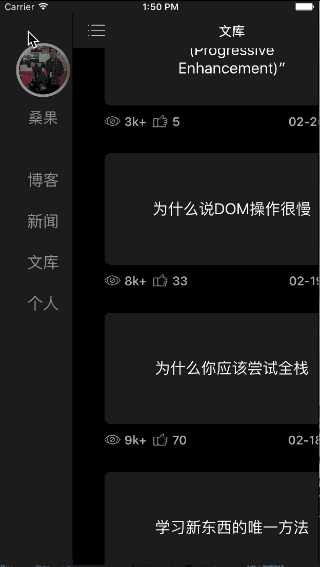 Carrier 1:50 PM
文库
(Progressive
Enhancement)”
3k+ 5 02-2
桑果
博客
新闻
文库
个人
为什么说DOM操作很慢
8k+ 33 02-19
为什么你应该尝试全栈
9k+ 70 02-18
学习新东西的唯一方法